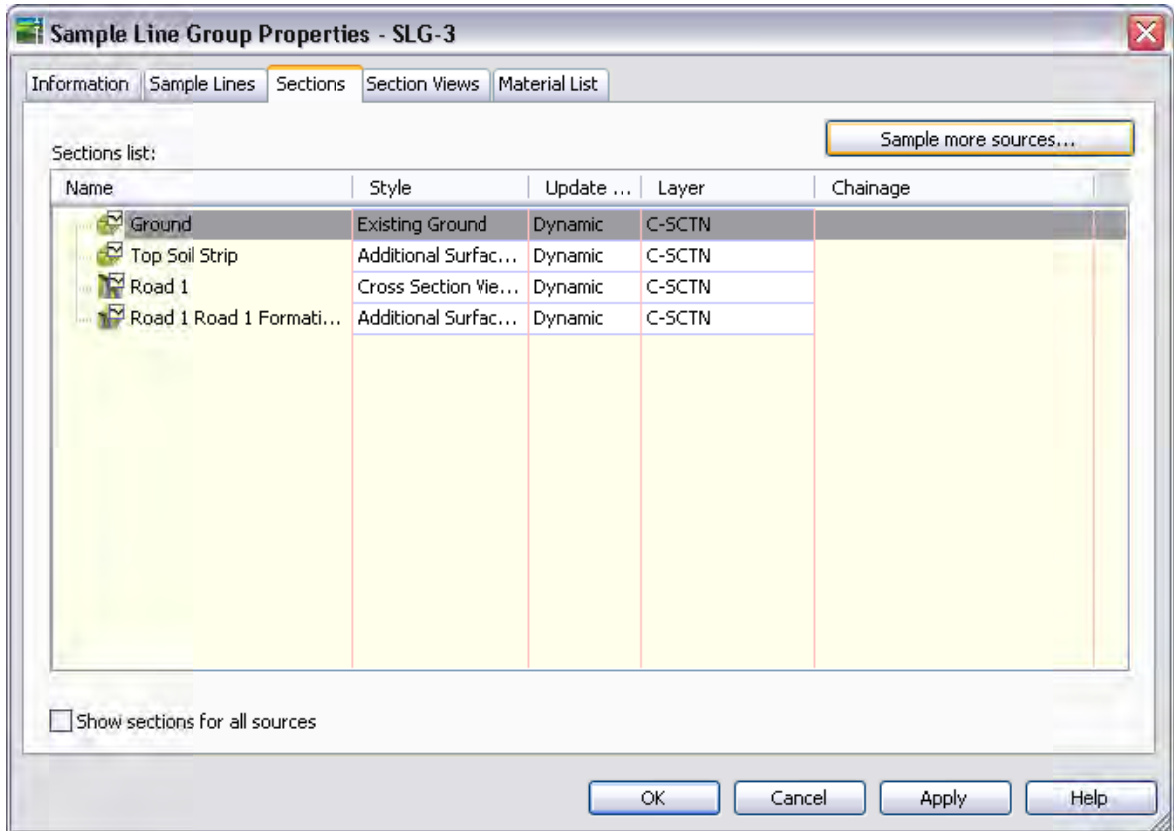 Sample Line Group Properties - SLG-3
Information Sample Lines Sections Section Views Material List
Sample more sources...
Sections list:
Name Style Update ... Layer Chainage
Ground Existing Ground Dynamic C-SCTN
Top Soil Strip Additional Surfac... Dynamic C-SCTN
Road 1 Cross Section Vie... Dynamic C-SCTN
Road 1 Road 1 Formati... Additional Surfac... Dynamic C-SCTN
Show sections for all sources
OK Cancel Apply Help